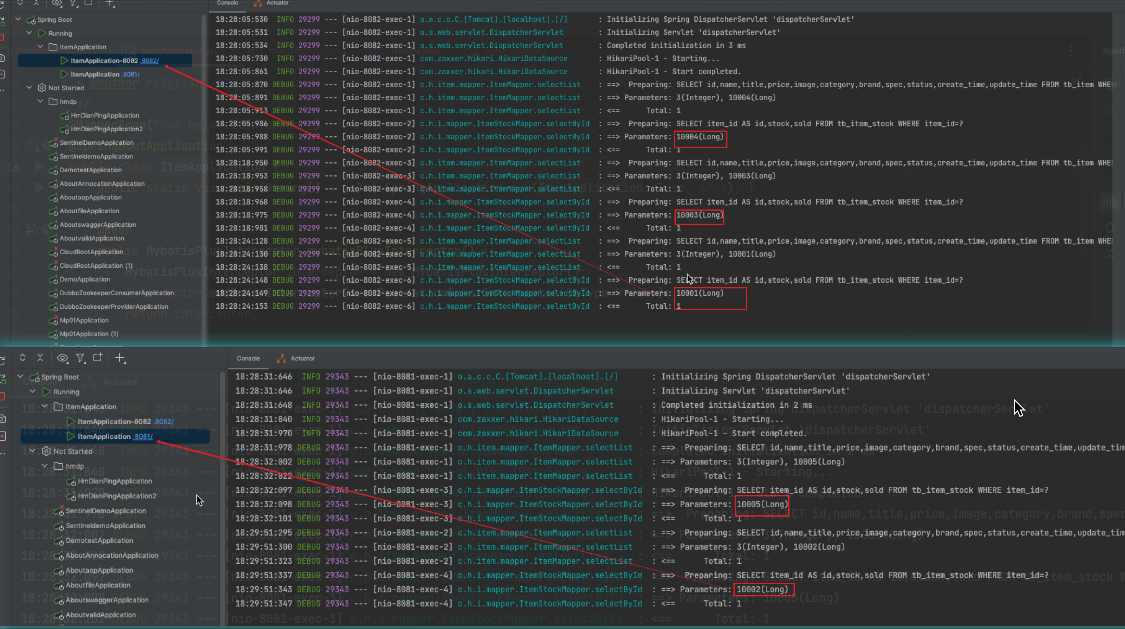 Console Actuator
Spring Boot
Running
ItemApplication
ItemApplication-8082 :8082/
ItemApplication :8081/
Not Started
hmdp
HmDianPingApplication
HmDianPingApplication2
SentinelDemoApplication
SentineldemoApplication
DemotestApplication
AboutAnnocationApplication
AboutaopApplication
AboutfileApplication
AboutswaggerApplication
AboutvalidApplication
CloudRootApplication
CloudRootApplication (1)
DemoApplication
DubboZookeeperConsumerApplication
DubboZookeeperProviderApplication
Mp01Application
Mp01Application (1)
18:28:05:530 INFO 29299 --- [nio-8082-exec-1] o.a.c.c.C.[Tomcat].[localhost].[/] : Initializing Spring DispatcherServlet 'dispatcherServlet'
18:28:05:531 INFO 29299 --- [nio-8082-exec-1] o.s.web.servlet.DispatcherServlet : Initializing Servlet 'dispatcherServlet'
18:28:05:534 INFO 29299 --- [nio-8082-exec-1] o.s.web.servlet.DispatcherServlet : Completed initialization in 3 ms
18:28:05:730 INFO 29299 --- [nio-8082-exec-1] com.zaxxer.hikari.HikariDataSource : HikariPool-1 - Starting...
18:28:05:861 INFO 29299 --- [nio-8082-exec-1] com.zaxxer.hikari.HikariDataSource : HikariPool-1 - Start completed.
18:28:05:870 DEBUG 29299 --- [nio-8082-exec-1] c.h.item.mapper.ItemMapper.selectList : ==> Preparing: SELECT id,name,title,price,image,category,brand,spec,status,create_time,update_time FROM tb_item WHE
18:28:05:891 DEBUG 29299 --- [nio-8082-exec-1] c.h.item.mapper.ItemMapper.selectList : ==> Parameters: 3(Integer), 10004(Long)
18:28:05:913 DEBUG 29299 --- [nio-8082-exec-1] c.h.item.mapper.ItemMapper.selectList : <== Total: 1
18:28:05:986 DEBUG 29299 --- [nio-8082-exec-2] c.h.i.mapper.ItemStockMapper.selectById : ==> Preparing: SELECT item_id AS id,stock,sold FROM tb_item_stock WHERE item_id=?
18:28:05:988 DEBUG 29299 --- [nio-8082-exec-2] c.h.i.mapper.ItemStockMapper.selectById : ==> Parameters: 10004(Long)
18:28:05:991 DEBUG 29299 --- [nio-8082-exec-2] c.h.i.mapper.ItemStockMapper.selectById : <== Total: 1
18:28:18:950 DEBUG 29299 --- [nio-8082-exec-3] c.h.item.mapper.ItemMapper.selectList : ==> Preparing: SELECT id,name,title,price,image,category,brand,spec,status,create_time,update_time FROM tb_item WHE
18:28:18:953 DEBUG 29299 --- [nio-8082-exec-3] c.h.item.mapper.ItemMapper.selectList : ==> Parameters: 3(Integer), 10003(Long)
18:28:18:958 DEBUG 29299 --- [nio-8082-exec-3] c.h.item.mapper.ItemMapper.selectList : <== Total: 1
18:28:18:968 DEBUG 29299 --- [nio-8082-exec-4] c.h.i.mapper.ItemStockMapper.selectById : ==> Preparing: SELECT item_id AS id,stock,sold FROM tb_item_stock WHERE item_id=?
18:28:18:975 DEBUG 29299 --- [nio-8082-exec-4] c.h.i.mapper.ItemStockMapper.selectById : ==> Parameters: 10003(Long)
18:28:18:981 DEBUG 29299 --- [nio-8082-exec-4] c.h.i.mapper.ItemStockMapper.selectById : <== Total: 1
18:28:24:128 DEBUG 29299 --- [nio-8082-exec-5] c.h.item.mapper.ItemMapper.selectList : ==> Preparing: SELECT id,name,title,price,image,category,brand,spec,status,create_time,update_time FROM tb_item WHE
18:28:24:130 DEBUG 29299 --- [nio-8082-exec-5] c.h.item.mapper.ItemMapper.selectList : ==> Parameters: 3(Integer), 10001(Long)
18:28:24:138 DEBUG 29299 --- [nio-8082-exec-5] c.h.item.mapper.ItemMapper.selectList : <== Total: 1
18:28:24:148 DEBUG 29299 --- [nio-8082-exec-6] c.h.i.mapper.ItemStockMapper.selectById : ==> Preparing: SELECT item_id AS id,stock,sold FROM tb_item_stock WHERE item_id=?
18:28:24:149 DEBUG 29299 --- [nio-8082-exec-6] c.h.i.mapper.ItemStockMapper.selectById : ==> Parameters: 10001(Long)
18:28:24:153 DEBUG 29299 --- [nio-8082-exec-6] c.h.i.mapper.ItemStockMapper.selectById : <== Total: 1
Console Actuator
Spring Boot
Running
ItemApplication
ItemApplication-8082 :8082/
ItemApplication :8081/
Not Started
hmdp
HmDianPingApplication
HmDianPingApplication2
SentinelDemoApplication
SentineldemoApplication
DemotestApplication
AboutAnnocationApplication
AboutaopApplication
AboutfileApplication
AboutswaggerApplication
AboutvalidApplication
18:28:31:646 INFO 29343 --- [nio-8081-exec-1] o.a.c.c.C.[Tomcat].[localhost].[/] : Initializing Spring DispatcherServlet 'dispatcherServlet'
18:28:31:646 INFO 29343 --- [nio-8081-exec-1] o.s.web.servlet.DispatcherServlet : Initializing Servlet 'dispatcherServlet'
18:28:31:648 INFO 29343 --- [nio-8081-exec-1] o.s.web.servlet.DispatcherServlet : Completed initialization in 2 ms
18:28:31:840 INFO 29343 --- [nio-8081-exec-1] com.zaxxer.hikari.HikariDataSource : HikariPool-1 - Starting...
18:28:31:970 INFO 29343 --- [nio-8081-exec-1] com.zaxxer.hikari.HikariDataSource : HikariPool-1 - Start completed.
18:28:31:978 DEBUG 29343 --- [nio-8081-exec-1] c.h.item.mapper.ItemMapper.selectList : ==> Preparing: SELECT id,name,title,price,image,category,brand,spec,status,create_time,update_tim
18:28:32:002 DEBUG 29343 --- [nio-8081-exec-1] c.h.item.mapper.ItemMapper.selectList : ==> Parameters: 3(Integer), 10005(Long)
18:28:32:022 DEBUG 29343 --- [nio-8081-exec-1] c.h.item.mapper.ItemMapper.selectList : <== Total: 1
18:28:32:097 DEBUG 29343 --- [nio-8081-exec-3] c.h.i.mapper.ItemStockMapper.selectById : ==> Preparing: SELECT item_id AS id,stock,sold FROM tb_item_stock WHERE item_id=?
18:28:32:098 DEBUG 29343 --- [nio-8081-exec-3] c.h.i.mapper.ItemStockMapper.selectById : ==> Parameters: 10005(Long)
18:28:32:101 DEBUG 29343 --- [nio-8081-exec-3] c.h.i.mapper.ItemStockMapper.selectById : <== Total: 1
18:29:51:295 DEBUG 29343 --- [nio-8081-exec-2] c.h.item.mapper.ItemMapper.selectList : ==> Preparing: SELECT id,name,title,price,image,category,brand,spec,status,create_time,update_tim
18:29:51:300 DEBUG 29343 --- [nio-8081-exec-2] c.h.item.mapper.ItemMapper.selectList : ==> Parameters: 3(Integer), 10002(Long)
18:29:51:323 DEBUG 29343 --- [nio-8081-exec-2] c.h.item.mapper.ItemMapper.selectList : <== Total: 1
18:29:51:337 DEBUG 29343 --- [nio-8081-exec-4] c.h.i.mapper.ItemStockMapper.selectById : ==> Preparing: SELECT item_id AS id,stock,sold FROM tb_item_stock WHERE item_id=?
18:29:51:343 DEBUG 29343 --- [nio-8081-exec-4] c.h.i.mapper.ItemStockMapper.selectById : ==> Parameters: 10002(Long)
18:29:51:347 DEBUG 29343 --- [nio-8081-exec-4] c.h.i.mapper.ItemStockMapper.selectById : <== Total: 1